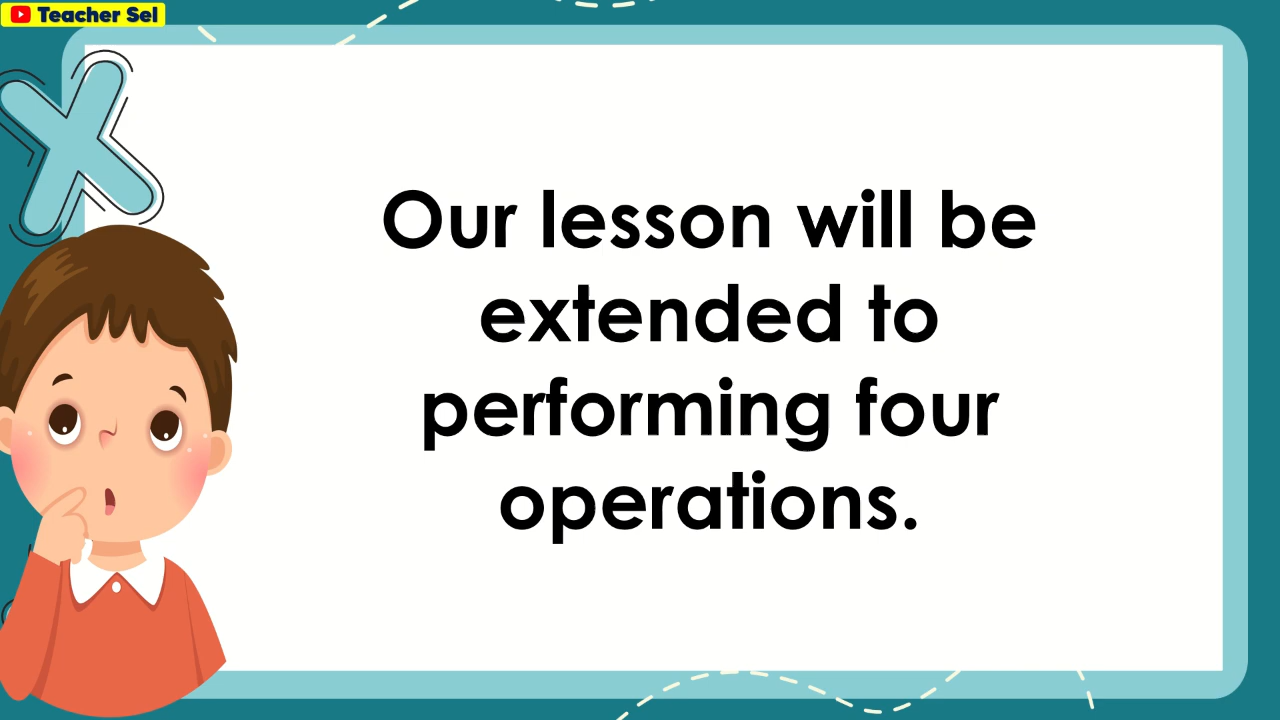 Teacher Sel
Our lesson will be
extended to
performing four
operations.